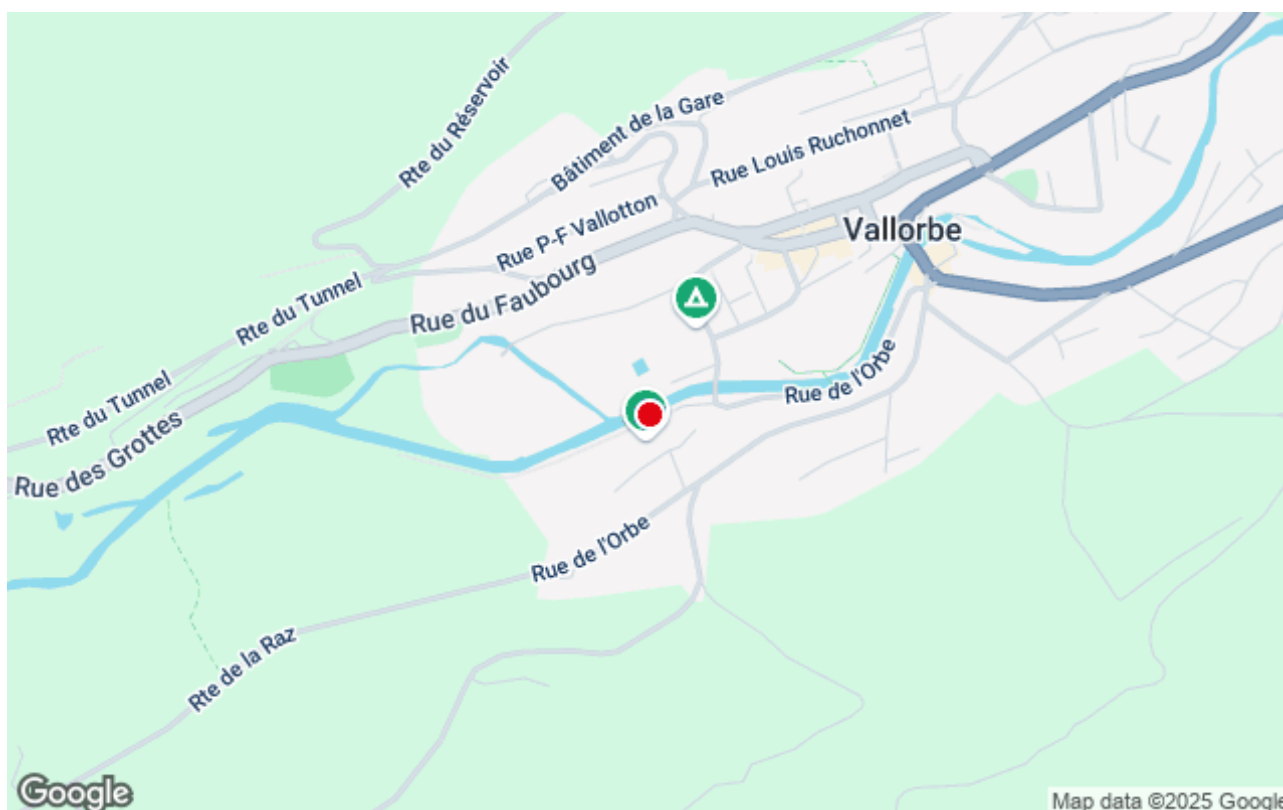 Rte du Réservoir
Bâtiment de la Gare
Rue Louis Ruchonnet
Rue P-F Vallotton
Vallorbe
Rue du Faubourg
Rte du Tunnel
Rte du Tunnel
Rue de l'Orbe
Rue des Grottes
Rue de l'Orbe
Rte de la Raz
Google
Map data ©2025 Google